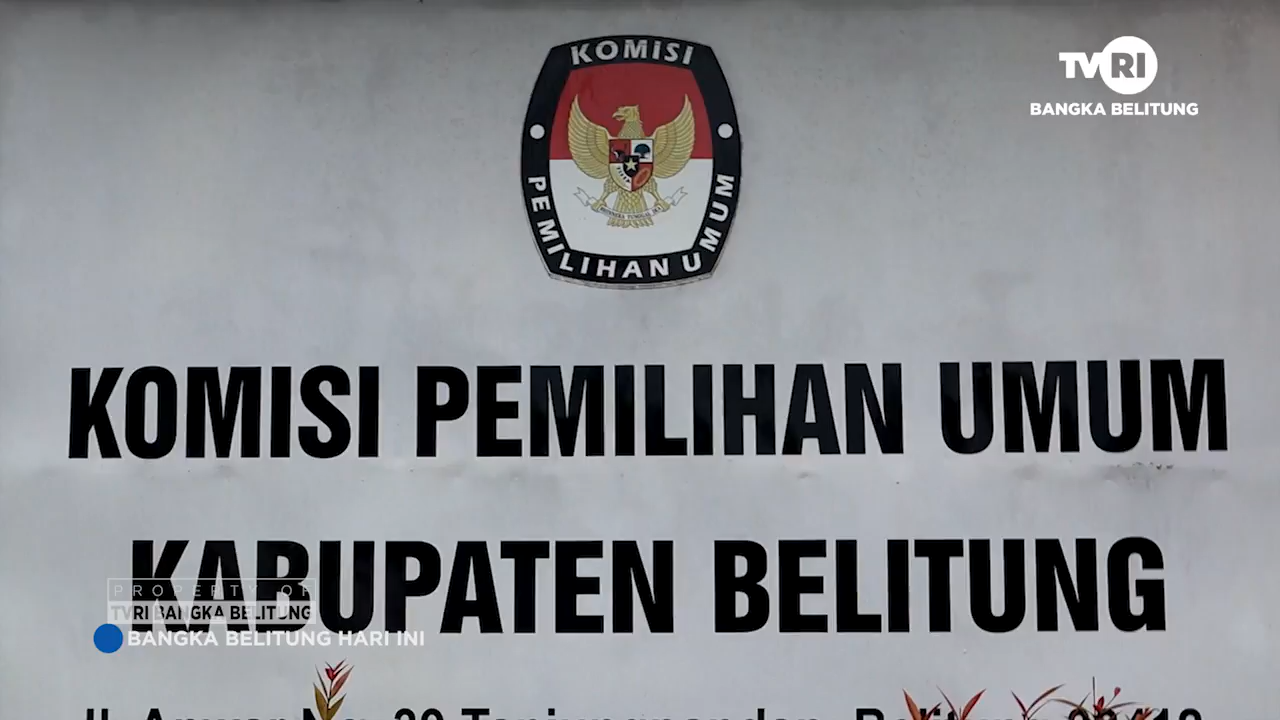 KOMISI
PEMILIHAN UMUM
TVRI
BANGKA BELITUNG
KOMISI PEMILIHAN UMUM
KABUPATEN BELITUNG
PROPERTY OF
TVRI BANGKA BELITUNG
BANGKA BELITUNG HARI INI